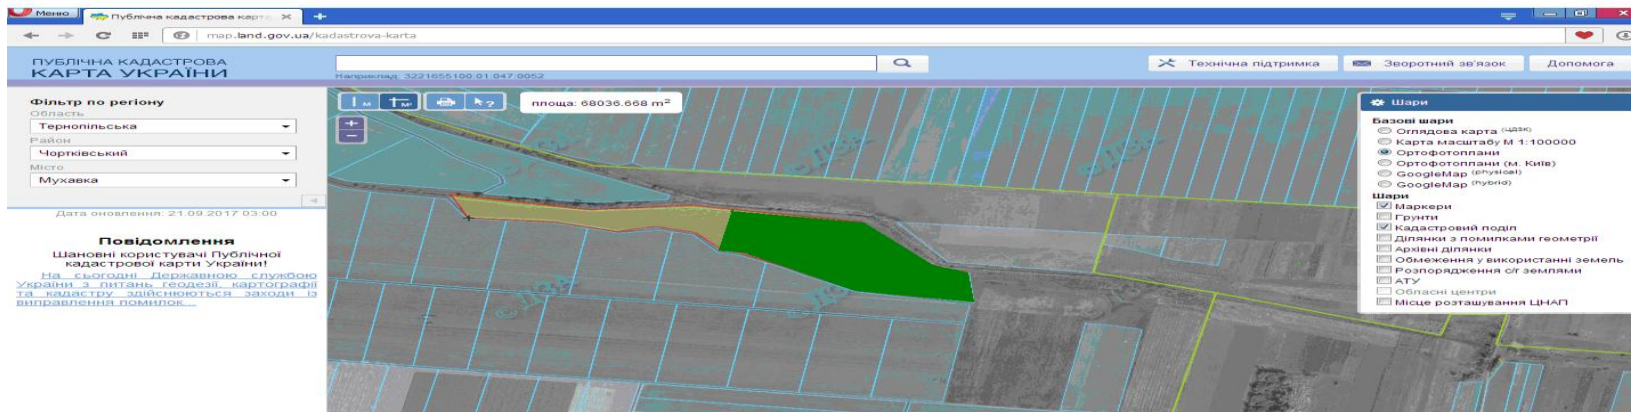 Меню
Публічна кадастрова карт
map.land.gov.ua/kadastrova-karta
ПУБЛІЧНА КАДАСТРОВА
КАРТА УКРАЇНИ
Наприклад: 3221655100:01:047:0052
Технічна підтримка
Зворотний зв'язок
Допомога
Фільтр по регіону
Область
Тернопільська
Район
Чортківський
Місто
Мухавка
Дата оновлення: 21.09.2017 03:00
Повідомлення
Шановні користувачі Публічної
кадастрової карти України!
На сьогодні Державною службою
України з питань геодезії, картографії
та кадастру здійснюються заходи із
виправлення помилок...
М
М²
площа: 68036.668 m²
© ДЗА
© ДЗА
Шари
Базові шари
Оглядова карта (ЦДЗК)
Карта масштабу М 1:100000
Ортофотоплани
Ортофотоплани (м. Київ)
GoogleMap (physical)
GoogleMap (hybrid)
Шари
Маркери
Грунти
Кадастровий поділ
Ділянки з помилками геометрії
Архівні ділянки
Обмеження у використанні земель
Розпорядження с/г землями
АТУ
Обласні центри
Місце розташування ЦНАП